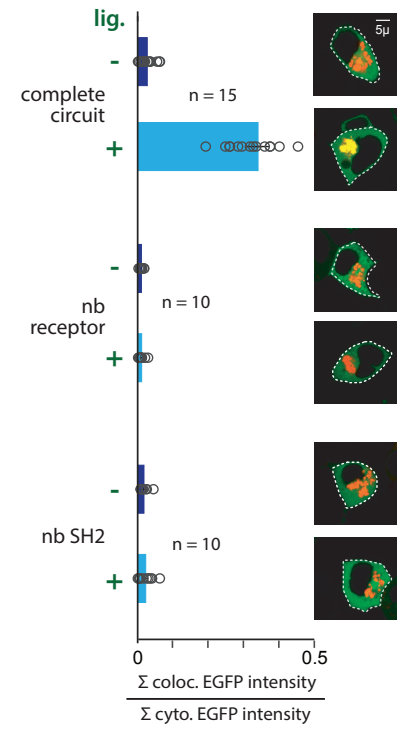 lig.
5μ
-
complete
circuit
n = 15
+
-
nb
receptor
n = 10
+
-
nb SH2
n = 10
+
0
0.5
Σ coloc. EGFP intensity
Σ cyto. EGFP intensity